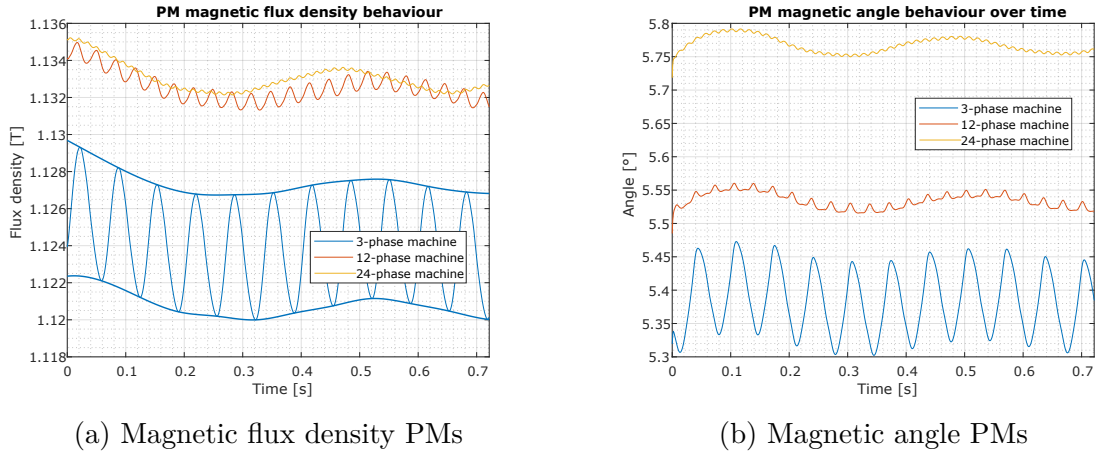 PM magnetic flux density behaviour
1.136
1.134
1.132
1.13
1.128
1.126
1.124
1.122
1.12
1.118
Flux density [T]
3-phase machine
12-phase machine
24-phase machine
0 0.1 0.2 0.3 0.4 0.5 0.6 0.7
Time [s]
(a) Magnetic flux density PMs
PM magnetic angle behaviour over time
5.8
5.75
5.7
5.65
5.6
5.55
5.5
5.45
5.4
5.35
5.3
Angle [°]
3-phase machine
12-phase machine
24-phase machine
0 0.1 0.2 0.3 0.4 0.5 0.6 0.7
Time [s]
(b) Magnetic angle PMs